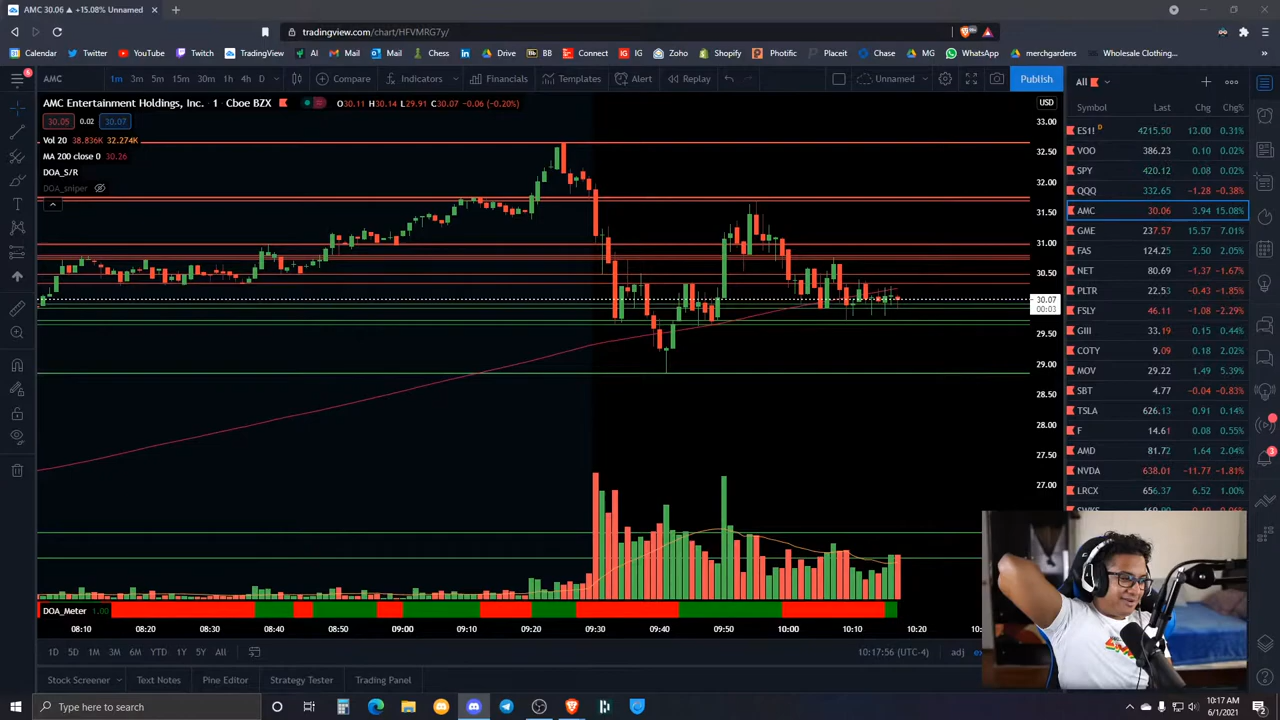 AMC 30.06 ▲ +15.08% Unnamed
tradingview.com/chart/HFVMRG7y/
Calendar Twitter YouTube Twitch TradingView AI Mail Mail Chess Drive BB Connect IG Zoho Shopify Photific Placeit Chase MG WhatsApp merchgardens Wholesale Clothing...
AMC 1m 3m 5m 15m 30m 1h 4h D Compare Indicators Financials Templates Alert Replay Unnamed Publish
All
AMC Entertainment Holdings, Inc. · 1 · Cboe BZX O30.11 H30.14 L29.91 C30.07 -0.06 (-0.20%)
30.05 0.02 30.07
Vol 20 38.836K 32.274K
MA 200 close 0 30.26
DOA_S/R
DOA_sniper
USD
33.00
32.50
32.00
31.50
31.00
30.50
30.07
00:03
29.50
29.00
28.50
28.00
27.50
27.00
Symbol Last Chg Chg%
ES1! D 4215.50 13.00 0.31%
VOO 386.23 0.10 0.02%
SPY 420.12 0.08 0.02%
QQQ 332.65 -1.28 -0.38%
AMC 30.06 3.94 15.08%
GME 237.57 15.57 7.01%
FAS 124.25 2.50 2.05%
NET 80.69 -1.37 -1.67%
PLTR 22.53 -0.43 -1.85%
FSLY 46.11 -1.08 -2.29%
GIII 33.19 0.15 0.44%
COTY 9.09 0.18 2.02%
MOV 29.22 1.49 5.39%
SBT 4.77 -0.04 -0.83%
TSLA 626.13 0.91 0.14%
F 14.61 0.08 0.55%
AMD 81.72 1.64 2.04%
NVDA 638.01 -11.77 -1.81%
LRCX 656.37 6.52 1.00%
DOA_Meter 1.00
08:10 08:20 08:30 08:40 08:50 09:00 09:10 09:20 09:30 09:40 09:50 10:00 10:10 10:20
1D 5D 1M 3M 6M YTD 1Y 5Y All 10:17:56 (UTC-4) adj
Stock Screener Text Notes Pine Editor Strategy Tester Trading Panel
Type here to search
10:17 AM
6/1/2021